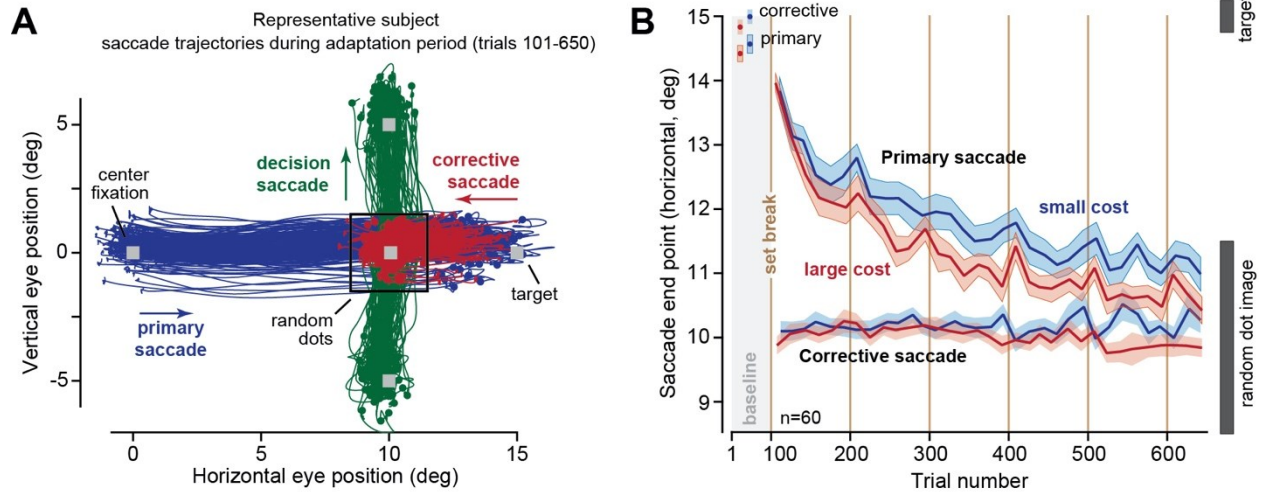 A
Representative subject
saccade trajectories during adaptation period (trials 101-650)
Vertical eye position (deg)
5
0
-5
center
fixation
decision
saccade
corrective
saccade
primary
saccade
random
dots
target
0
5
10
15
Horizontal eye position (deg)
B
Saccade end point (horizontal, deg)
15
14
13
12
11
10
9
corrective
primary
baseline
set break
Primary saccade
small cost
large cost
Corrective saccade
n=60
1
100
200
300
400
500
600
Trial number
target
random dot image